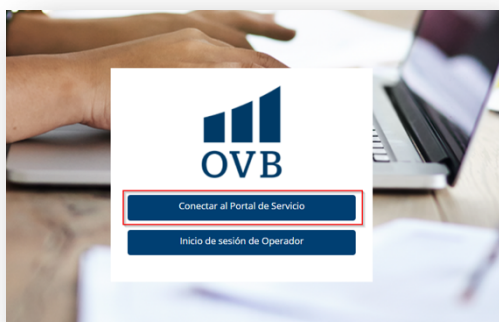 OVB
Conectar al Portal de Servicio
Inicio de sesión de Operador